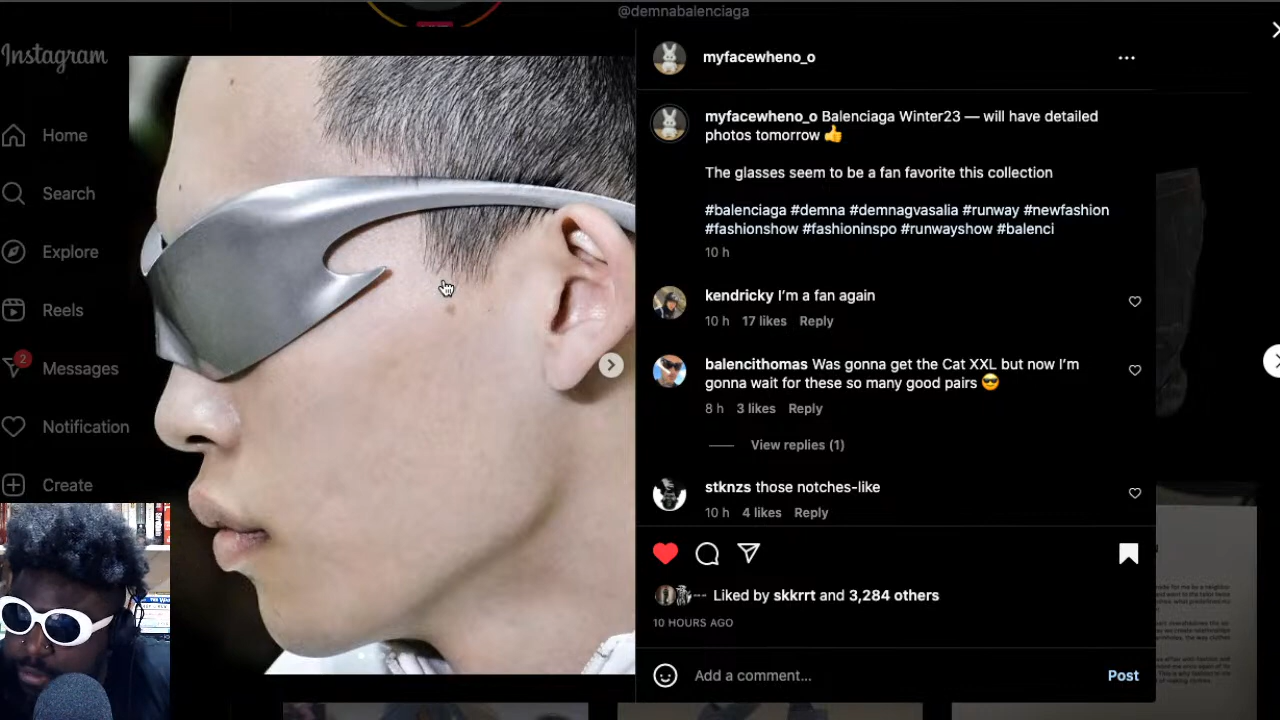 @demnabalenciaga
Instagram
Home
Search
Explore
Reels
2
Messages
Notification
Create
myfacewheno_o
myfacewheno_o Balenciaga Winter23 — will have detailed
photos tomorrow 👍
The glasses seem to be a fan favorite this collection
#balenciaga #demna #demnagvasalia #runway #newfashion
#fashionshow #fashioninspo #runwayshow #balenci
10 h
kendricky I'm a fan again
10 h 17 likes Reply
balencithomas Was gonna get the Cat XXL but now I'm
gonna wait for these so many good pairs 😎
8 h 3 likes Reply
View replies (1)
stknzs those notches-like
10 h 4 likes Reply
Liked by skkrrt and 3,284 others
10 HOURS AGO
Add a comment...
Post